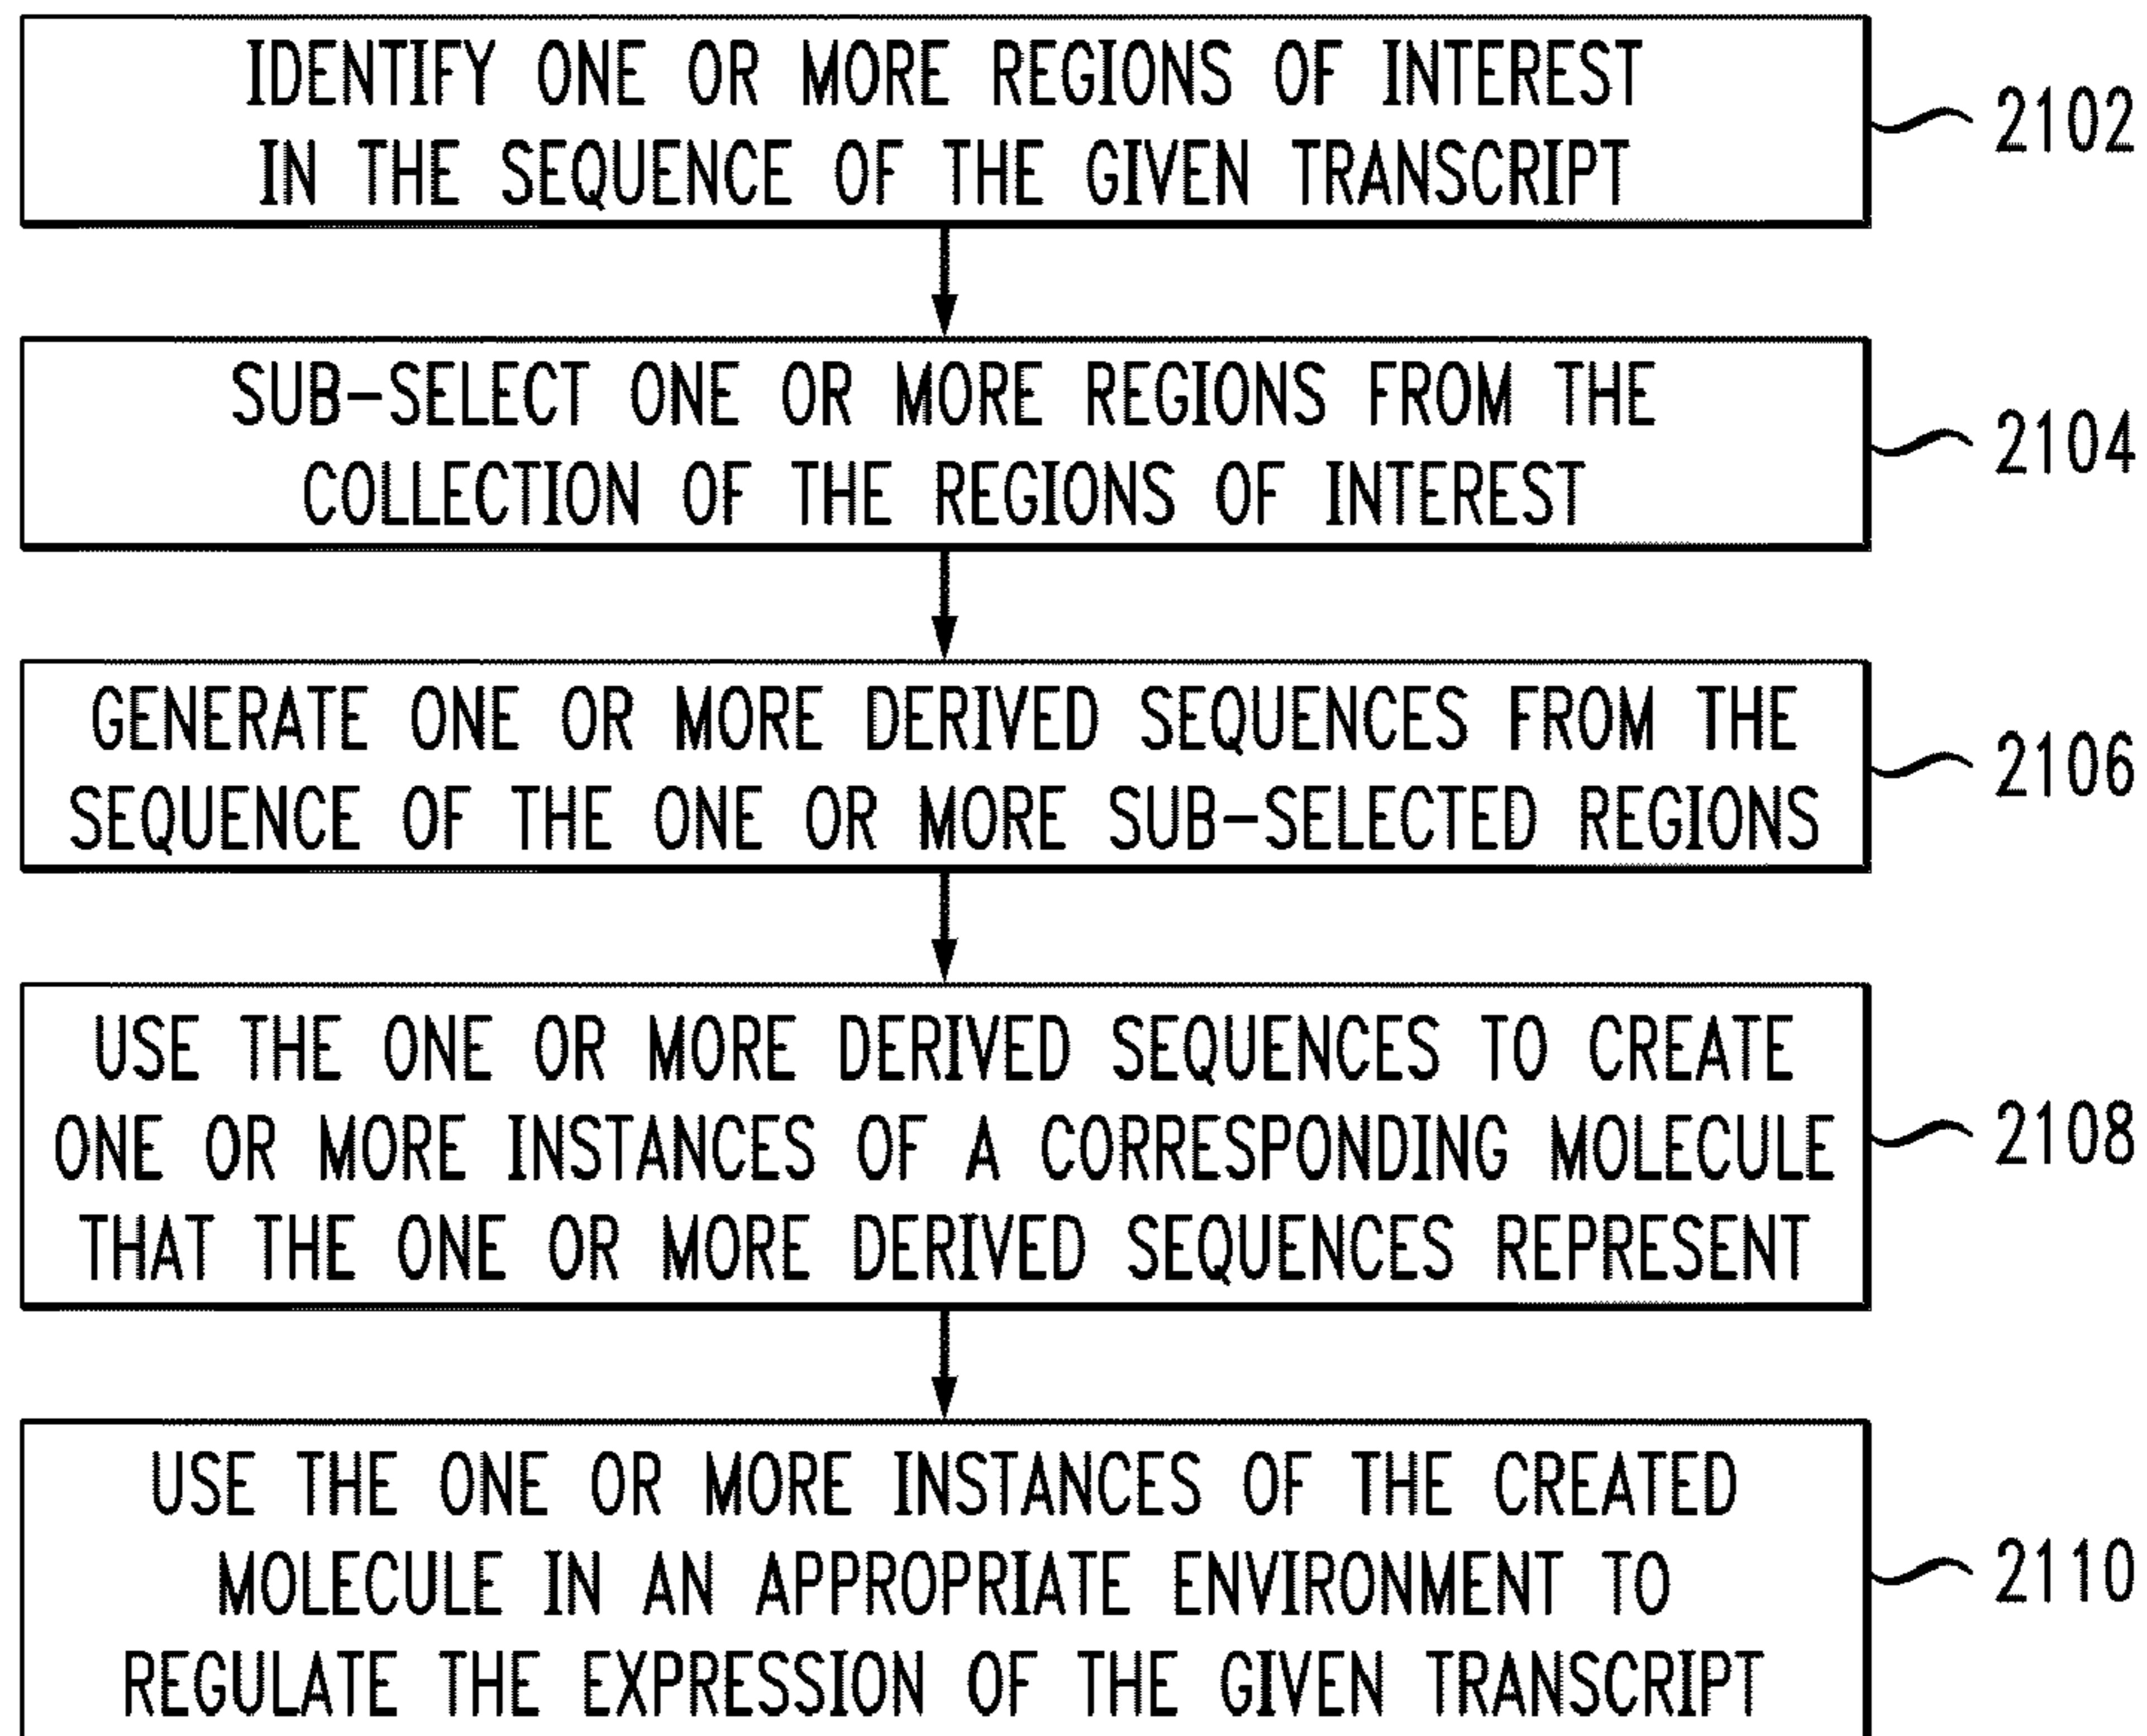 IDENTIFY ONE OR MORE REGIONS OF INTEREST
IN THE SEQUENCE OF THE GIVEN TRANSCRIPT
2102
SUB-SELECT ONE OR MORE REGIONS FROM THE
COLLECTION OF THE REGIONS OF INTEREST
2104
GENERATE ONE OR MORE DERIVED SEQUENCES FROM THE
SEQUENCE OF THE ONE OR MORE SUB-SELECTED REGIONS
2106
USE THE ONE OR MORE DERIVED SEQUENCES TO CREATE
ONE OR MORE INSTANCES OF A CORRESPONDING MOLECULE
THAT THE ONE OR MORE DERIVED SEQUENCES REPRESENT
2108
USE THE ONE OR MORE INSTANCES OF THE CREATED
MOLECULE IN AN APPROPRIATE ENVIRONMENT TO
REGULATE THE EXPRESSION OF THE GIVEN TRANSCRIPT
2110